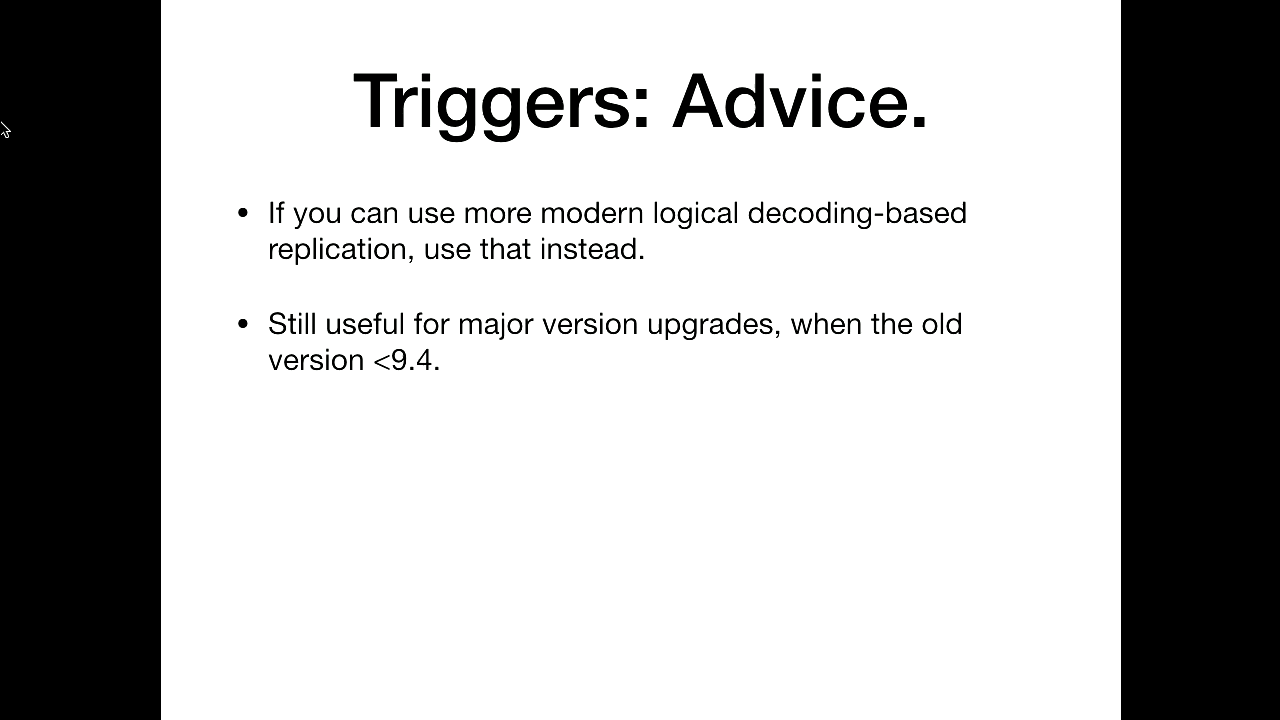 Triggers: Advice.
• If you can use more modern logical decoding-based
replication, use that instead.
• Still useful for major version upgrades, when the old
version <9.4.